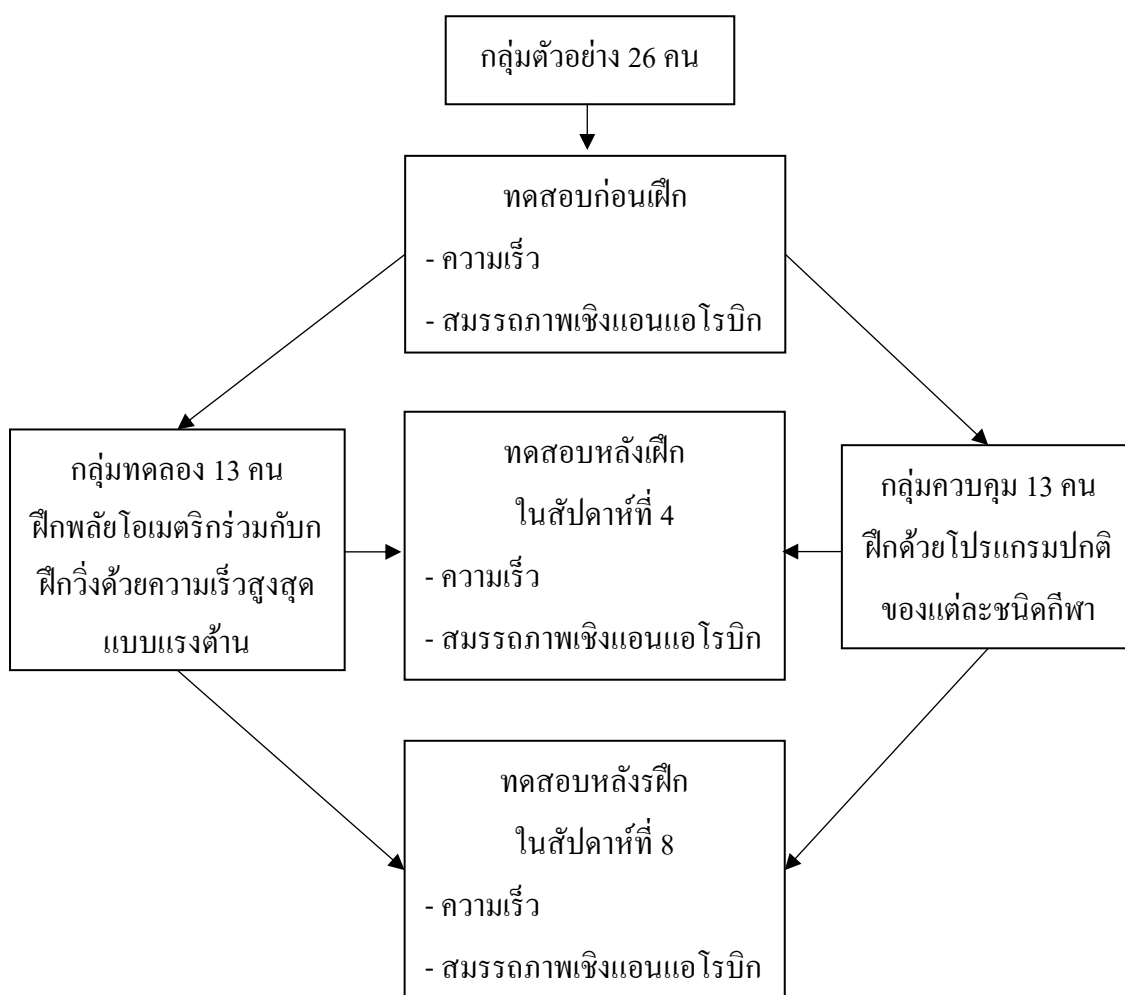 กลุ่มตัวอย่าง 26 คน
ทดสอบก่อนฝึก
- ความเร็ว
- สมรรถภาพเชิงแอนแอโรบิก
กลุ่มทดลอง 13 คน
ฝึกพลัยโอเมตริกร่วมกับก
ฝึกวิ่งด้วยความเร็วสูงสุด
แบบแรงต้าน
ทดสอบหลังฝึก
ในสัปดาห์ที่ 4
- ความเร็ว
- สมรรถภาพเชิงแอนแอโรบิก
กลุ่มควบคุม 13 คน
ฝึกด้วยโปรแกรมปกติ
ของแต่ละชนิดกีฬา
ทดสอบหลังรฝึก
ในสัปดาห์ที่ 8
- ความเร็ว
- สมรรถภาพเชิงแอนแอโรบิก